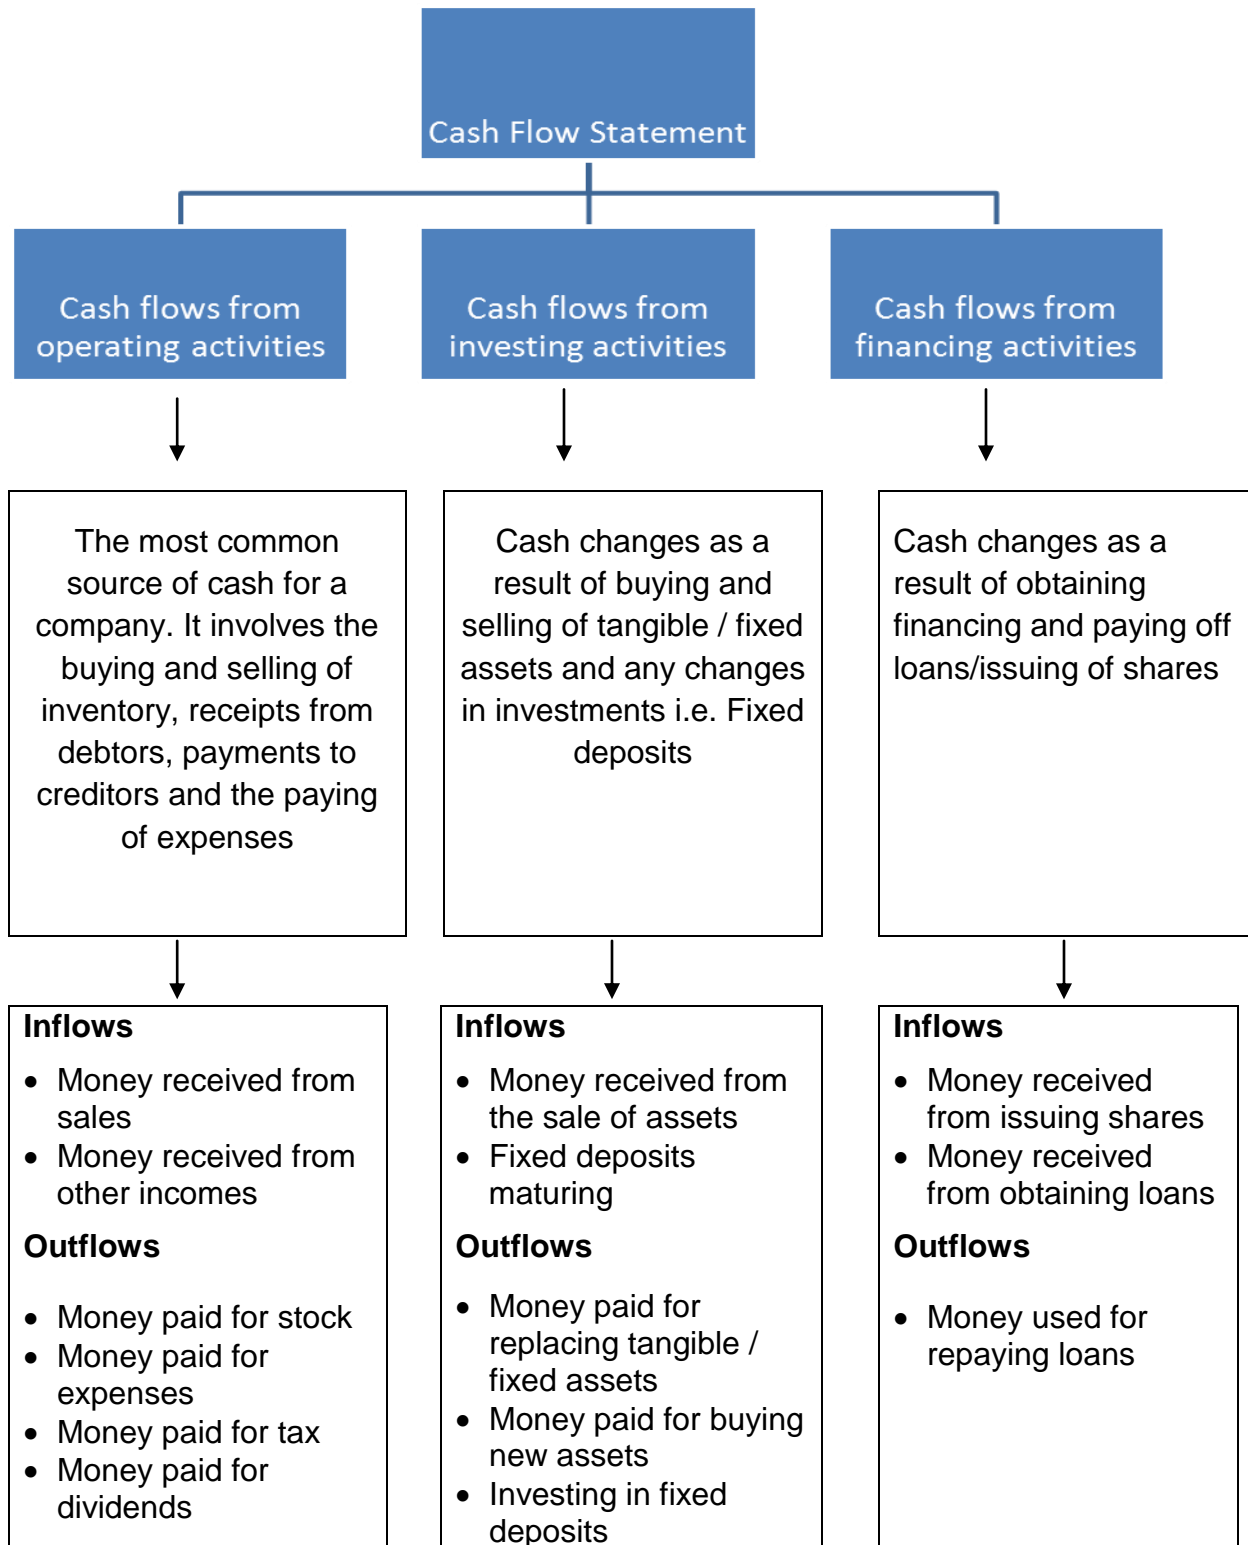 Cash Flow Statement
Cash flows from
operating activities
Cash flows from
investing activities
Cash flows from
financing activities
The most common
source of cash for a
company. It involves the
buying and selling of
inventory, receipts from
debtors, payments to
creditors and the paying
of expenses
Cash changes as a
result of buying and
selling of tangible / fixed
assets and any changes
in investments i.e. Fixed
deposits
Cash changes as a
result of obtaining
financing and paying off
loans/issuing of shares
Inflows
• Money received from
sales
• Money received from
other incomes
Outflows
• Money paid for stock
• Money paid for
expenses
• Money paid for tax
• Money paid for
dividends
Inflows
• Money received from
the sale of assets
• Fixed deposits
maturing
Outflows
• Money paid for
replacing tangible /
fixed assets
• Money paid for buying
new assets
• Investing in fixed
deposits
Inflows
• Money received
from issuing shares
• Money received
from obtaining loans
Outflows
• Money used for
repaying loans